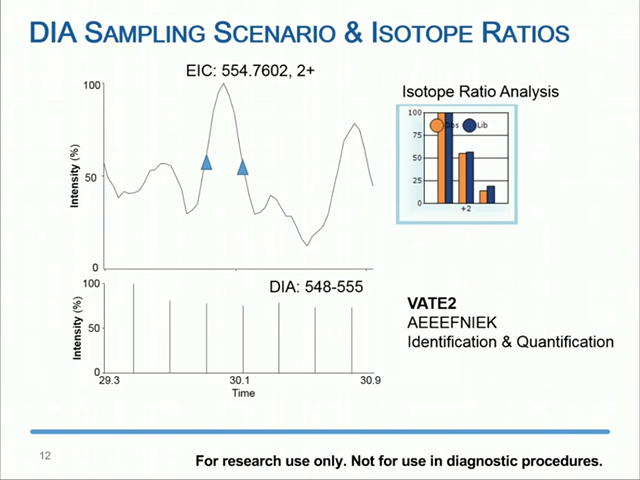 DIA SAMPLING SCENARIO & ISOTOPE RATIOS
EIC: 554.7602, 2+
Intensity (%)
100
50
0
Isotope Ratio Analysis
100
75
50
25
0
Obs
Lib
+2
DIA: 548-555
Intensity (%)
100
50
0
29.3
30.1
30.9
Time
VATE2
AEEEFNIEK
Identification & Quantification
12
For research use only. Not for use in diagnostic procedures.